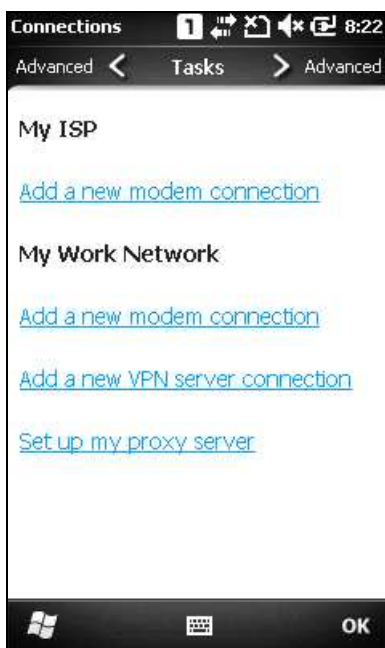 Connections 1 8:22
Advanced Tasks Advanced
My ISP
Add a new modem connection
My Work Network
Add a new modem connection
Add a new VPN server connection
Set up my proxy server
OK